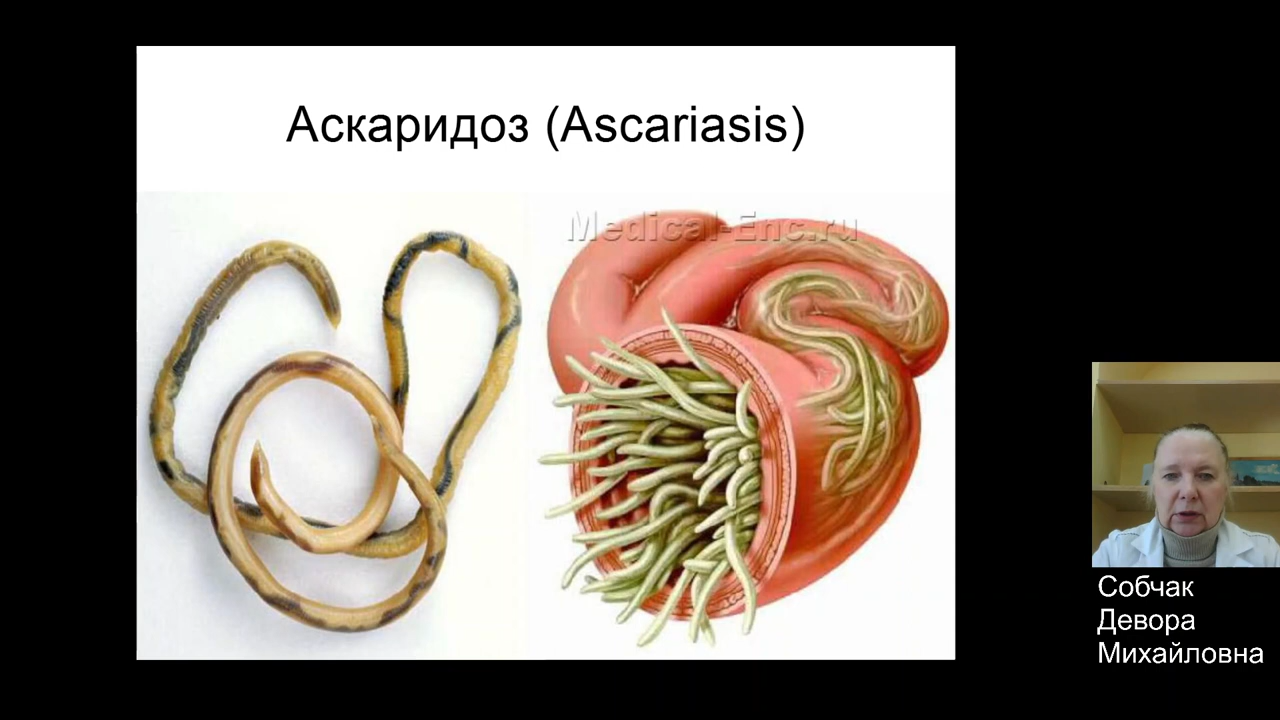 Аскаридоз (Ascariasis)
Medical-Enc.ru
Собчак
Девора
Михайловна